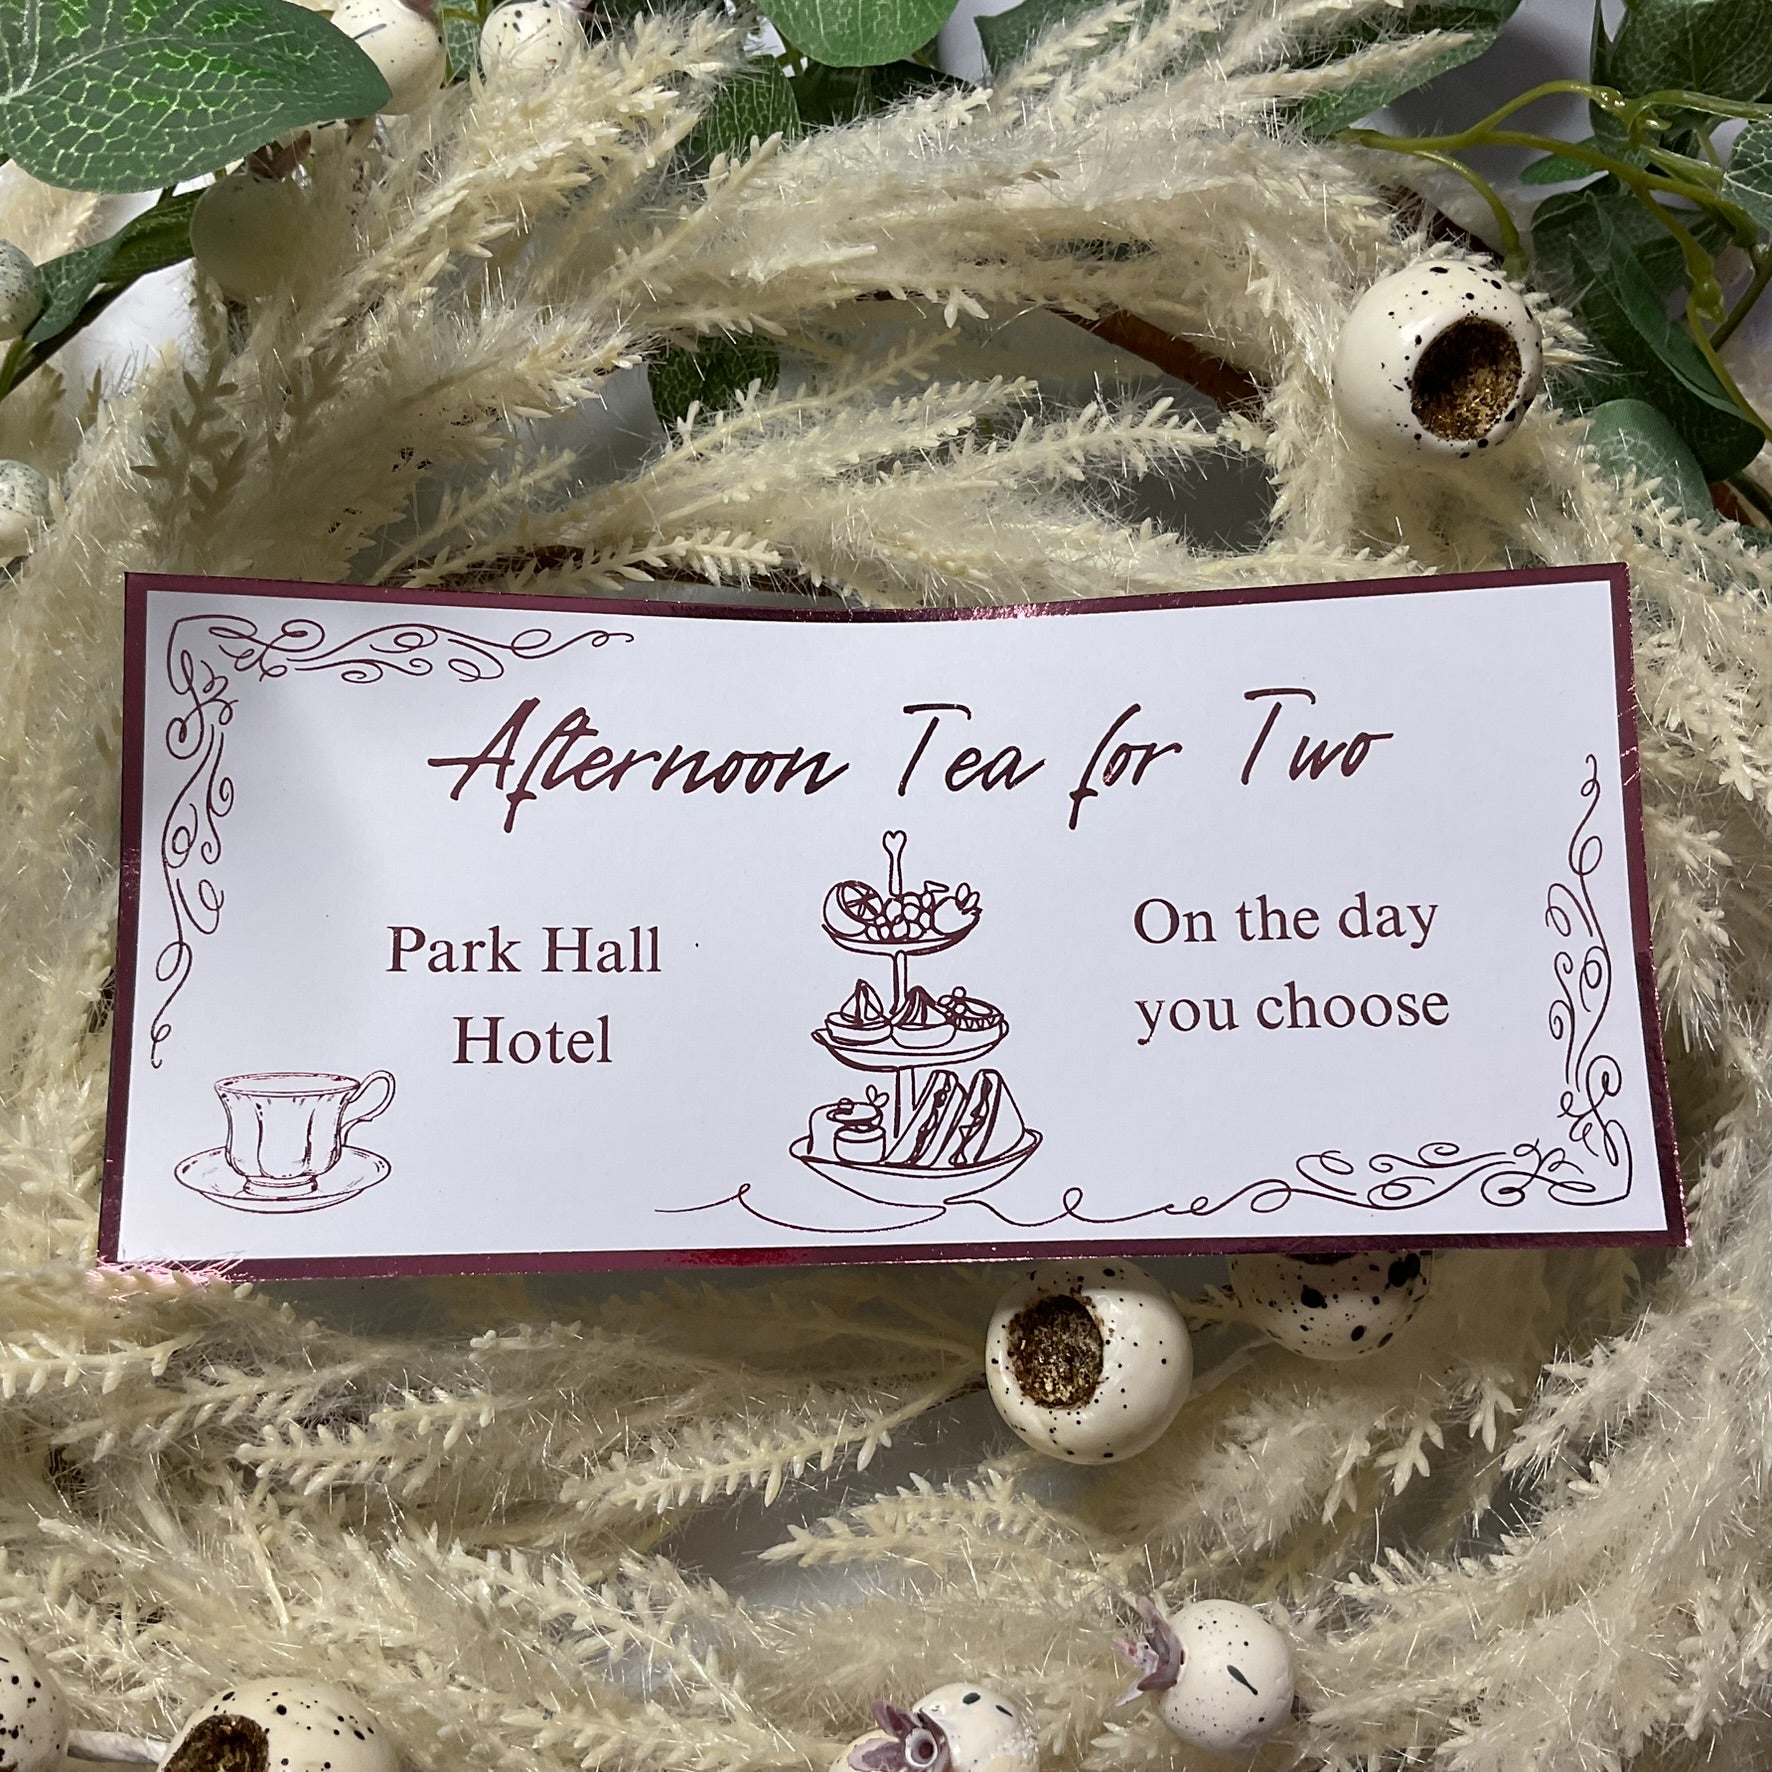 Afternoon Tea for Two
Park Hall
Hotel
On the day
you choose